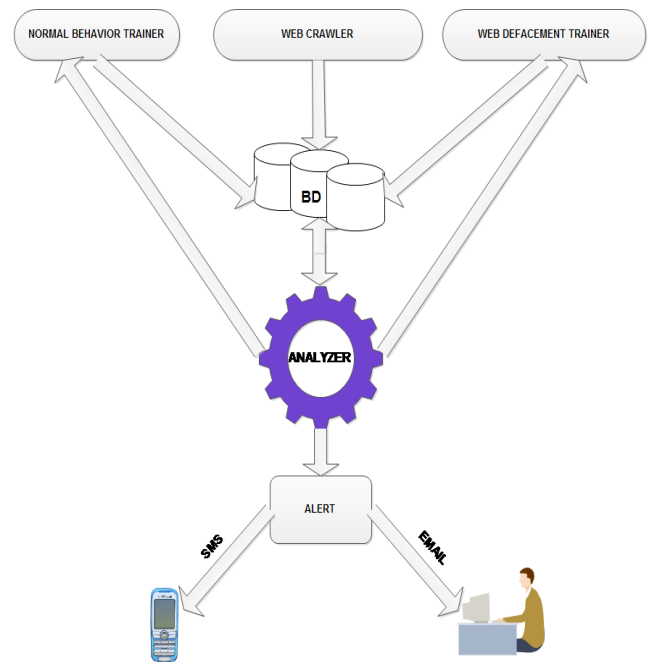 NORMAL BEHAVIOR TRAINER
WEB CRAWLER
WEB DEFACEMENT TRAINER
BD
ANALYZER
ALERT
SMS
EMAIL